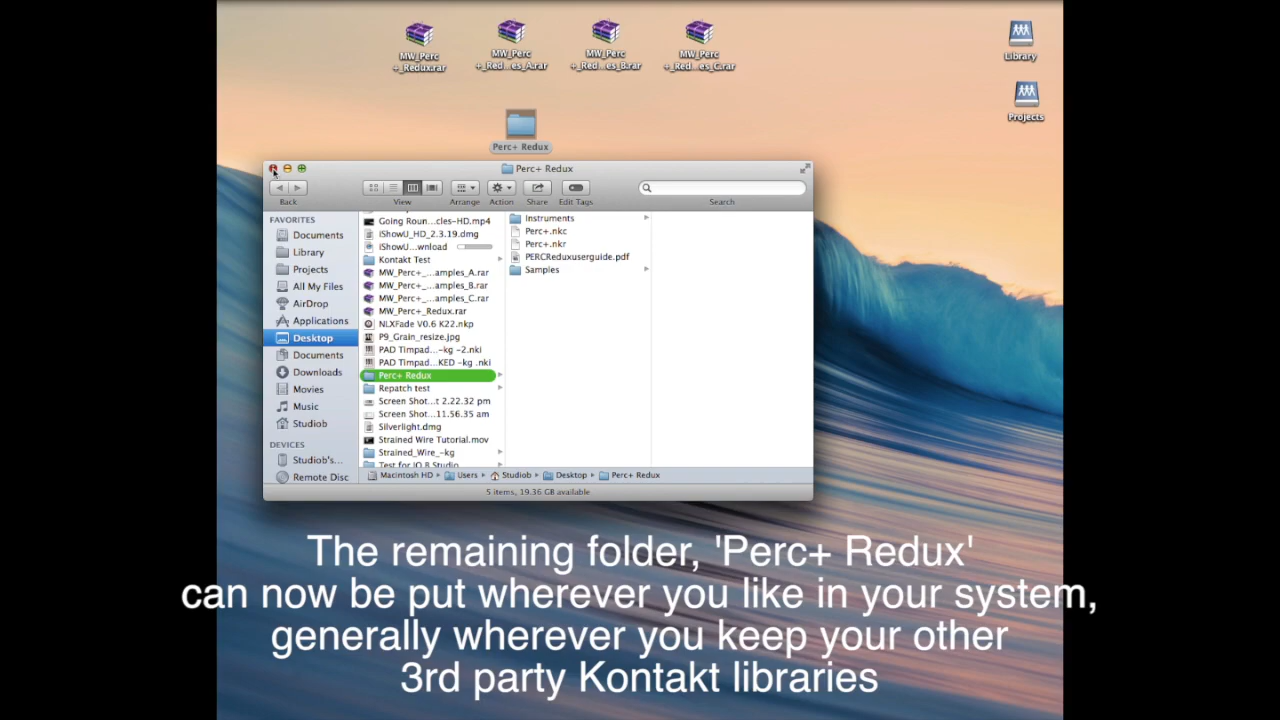 MW_Perc
+_Redux.rar
MW_Perc
+_Red...es_A.rar
MW_Perc
+_Red...es_B.rar
MW_Perc
+_Red...es_C.rar
Library
Projects
Perc+ Redux
Perc+ Redux
Back
View
Arrange
Action
Share
Edit Tags
Search
FAVORITES
Documents
Library
Projects
All My Files
AirDrop
Applications
Desktop
Documents
Downloads
Movies
Music
Studiob
DEVICES
Studiob's...
Remote Disc
Going Roun...cles-HD.mp4
iShowU_HD_2.3.19.dmg
iShowU...wnload
Kontakt Test
MW_Perc+_...amples_A.rar
MW_Perc+_...amples_B.rar
MW_Perc+_...amples_C.rar
MW_Perc+_Redux.rar
NLXFade V0.6 K22.nkp
P9_Grain_resize.jpg
PAD Timpad...-kg -2.nki
PAD Timpad...KED -kg .nki
Perc+ Redux
Repatch test
Screen Shot...t 2.22.32 pm
Screen Shot...11.56.35 am
Silverlight.dmg
Strained Wire Tutorial.mov
Strained_Wire_-kg
Test for IO 8 Studio
Instruments
Perc+.nkc
Perc+.nkr
PERCReduxuserguide.pdf
Samples
Macintosh HD ▸ Users ▸ Studiob ▸ Desktop ▸ Perc+ Redux
5 items, 19.36 GB available
The remaining folder, 'Perc+ Redux'
can now be put wherever you like in your system,
generally wherever you keep your other
3rd party Kontakt libraries